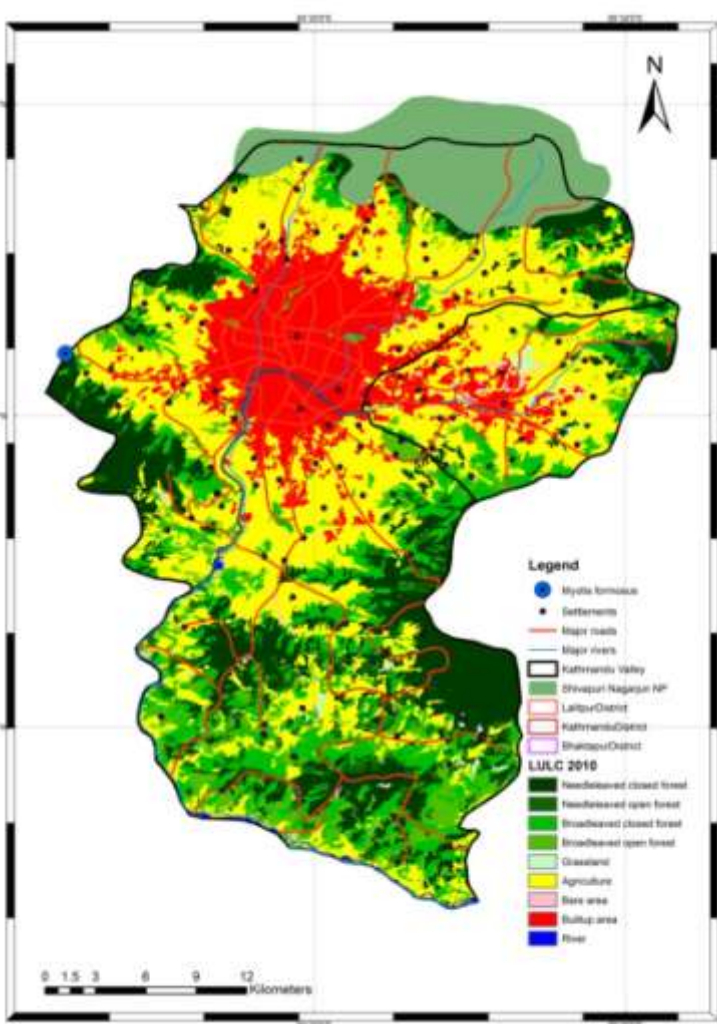 N
Legend
Myotis formosus
Settlements
Major roads
Major rivers
Kathmandu Valley
Shivapuri Nagarjun NP
LalitpurDistrict
KathmanduDistrict
BhaktapurDistrict
LULC 2010
Needleleaved closed forest
Needleleaved open forest
Broadleaved closed forest
Broadleaved open forest
Grassland
Agriculture
Bare area
Builtup area
River
0 1.5 3 6 9 12
Kilometers